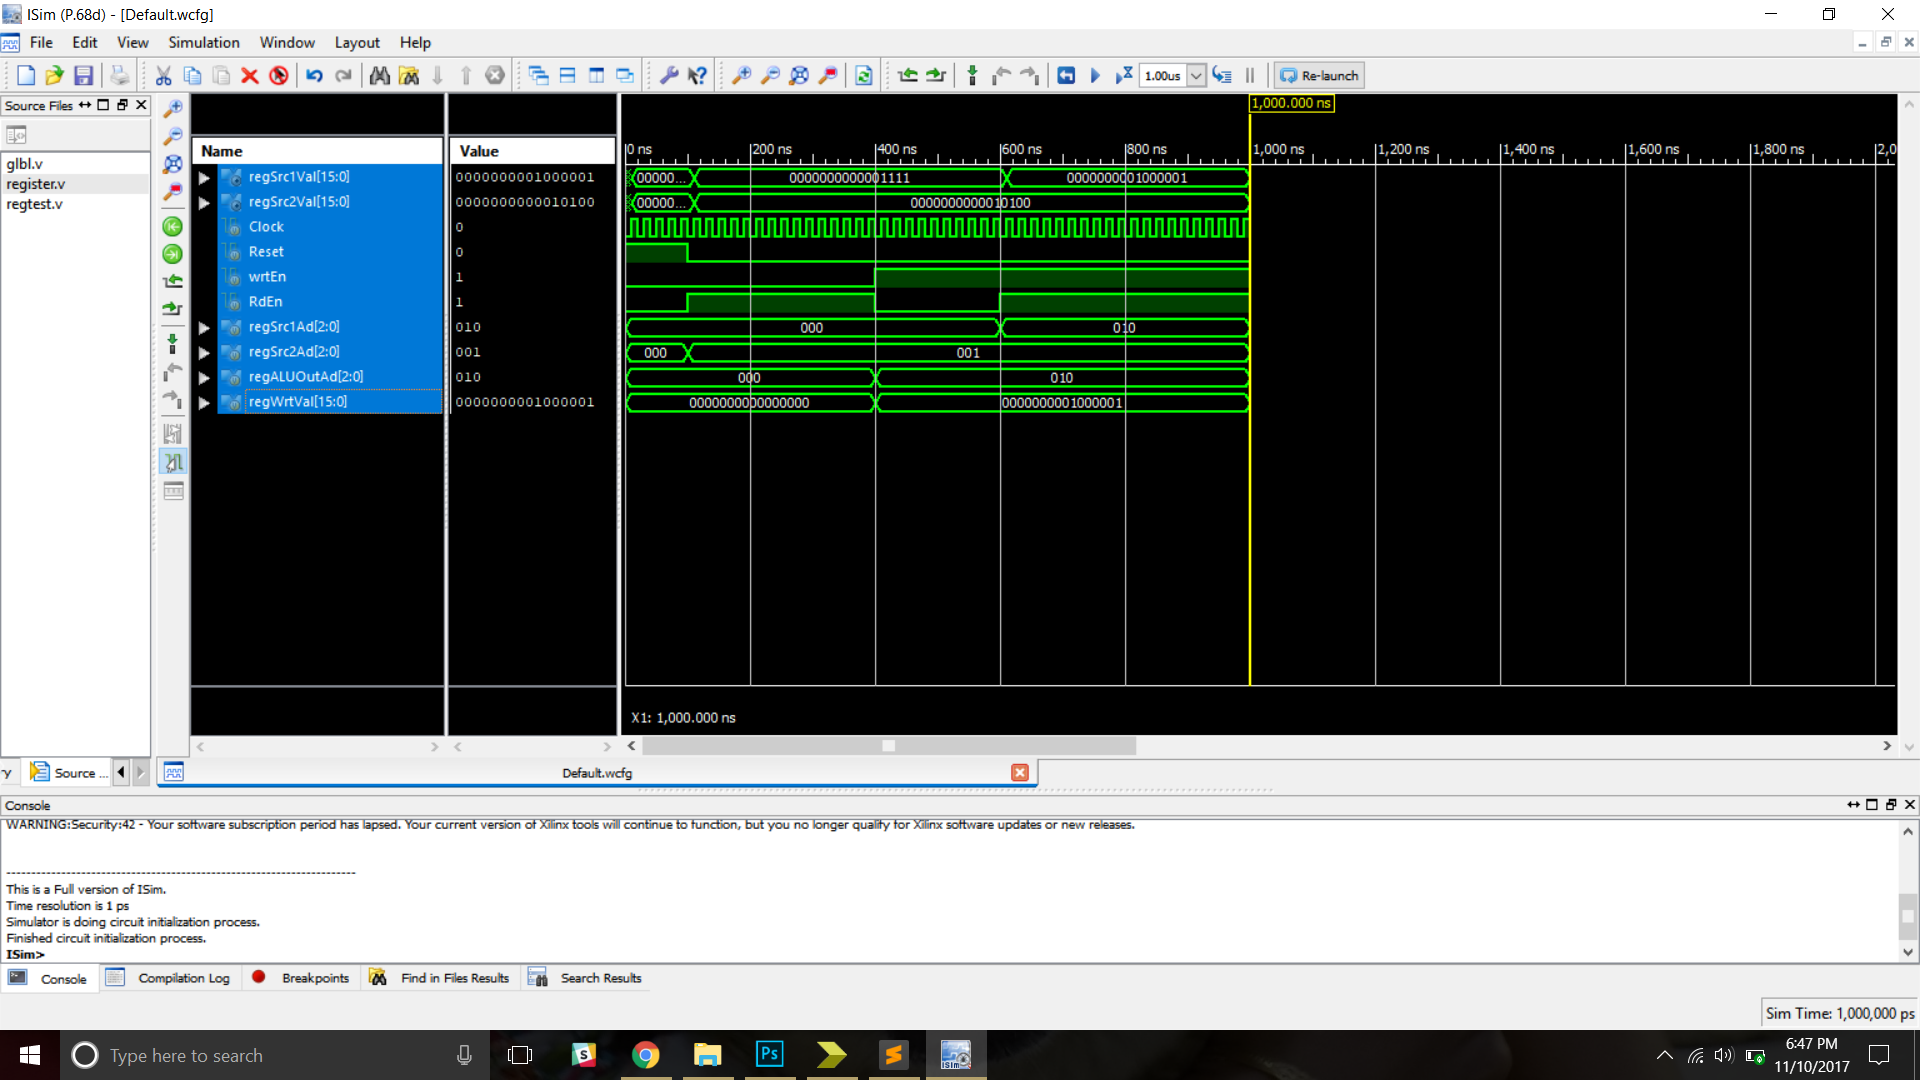 ISim (P.68d) - [Default.wcfg]
File Edit View Simulation Window Layout Help
1.00us Re-launch
Source Files
glbl.v
register.v
regtest.v
Name Value
1,000.000 ns
0 ns 200 ns 400 ns 600 ns 800 ns 1,000 ns 1,200 ns 1,400 ns 1,600 ns 1,800 ns 2,0
regSrc1Val[15:0] 0000000001000001 00000... 0000000000001111 0000000001000001
regSrc2Val[15:0] 0000000000010100 00000... 0000000000010100
Clock 0
Reset 0
wrtEn 1
RdEn 1
regSrc1Ad[2:0] 010 000 010
regSrc2Ad[2:0] 001 000 001
regALUOutAd[2:0] 010 000 010
regWrtVal[15:0] 0000000001000001 0000000000000000 0000000001000001
X1: 1,000.000 ns
ry Source ... Default.wcfg
Console
WARNING:Security:42 - Your software subscription period has lapsed. Your current version of Xilinx tools will continue to function, but you no longer qualify for Xilinx software updates or new releases.
----------------------------------------------------------------------
This is a Full version of ISim.
Time resolution is 1 ps
Simulator is doing circuit initialization process.
Finished circuit initialization process.
ISim>
Console Compilation Log Breakpoints Find in Files Results Search Results
Sim Time: 1,000,000 ps
Type here to search
Ps
ISim
6:47 PM
11/10/2017